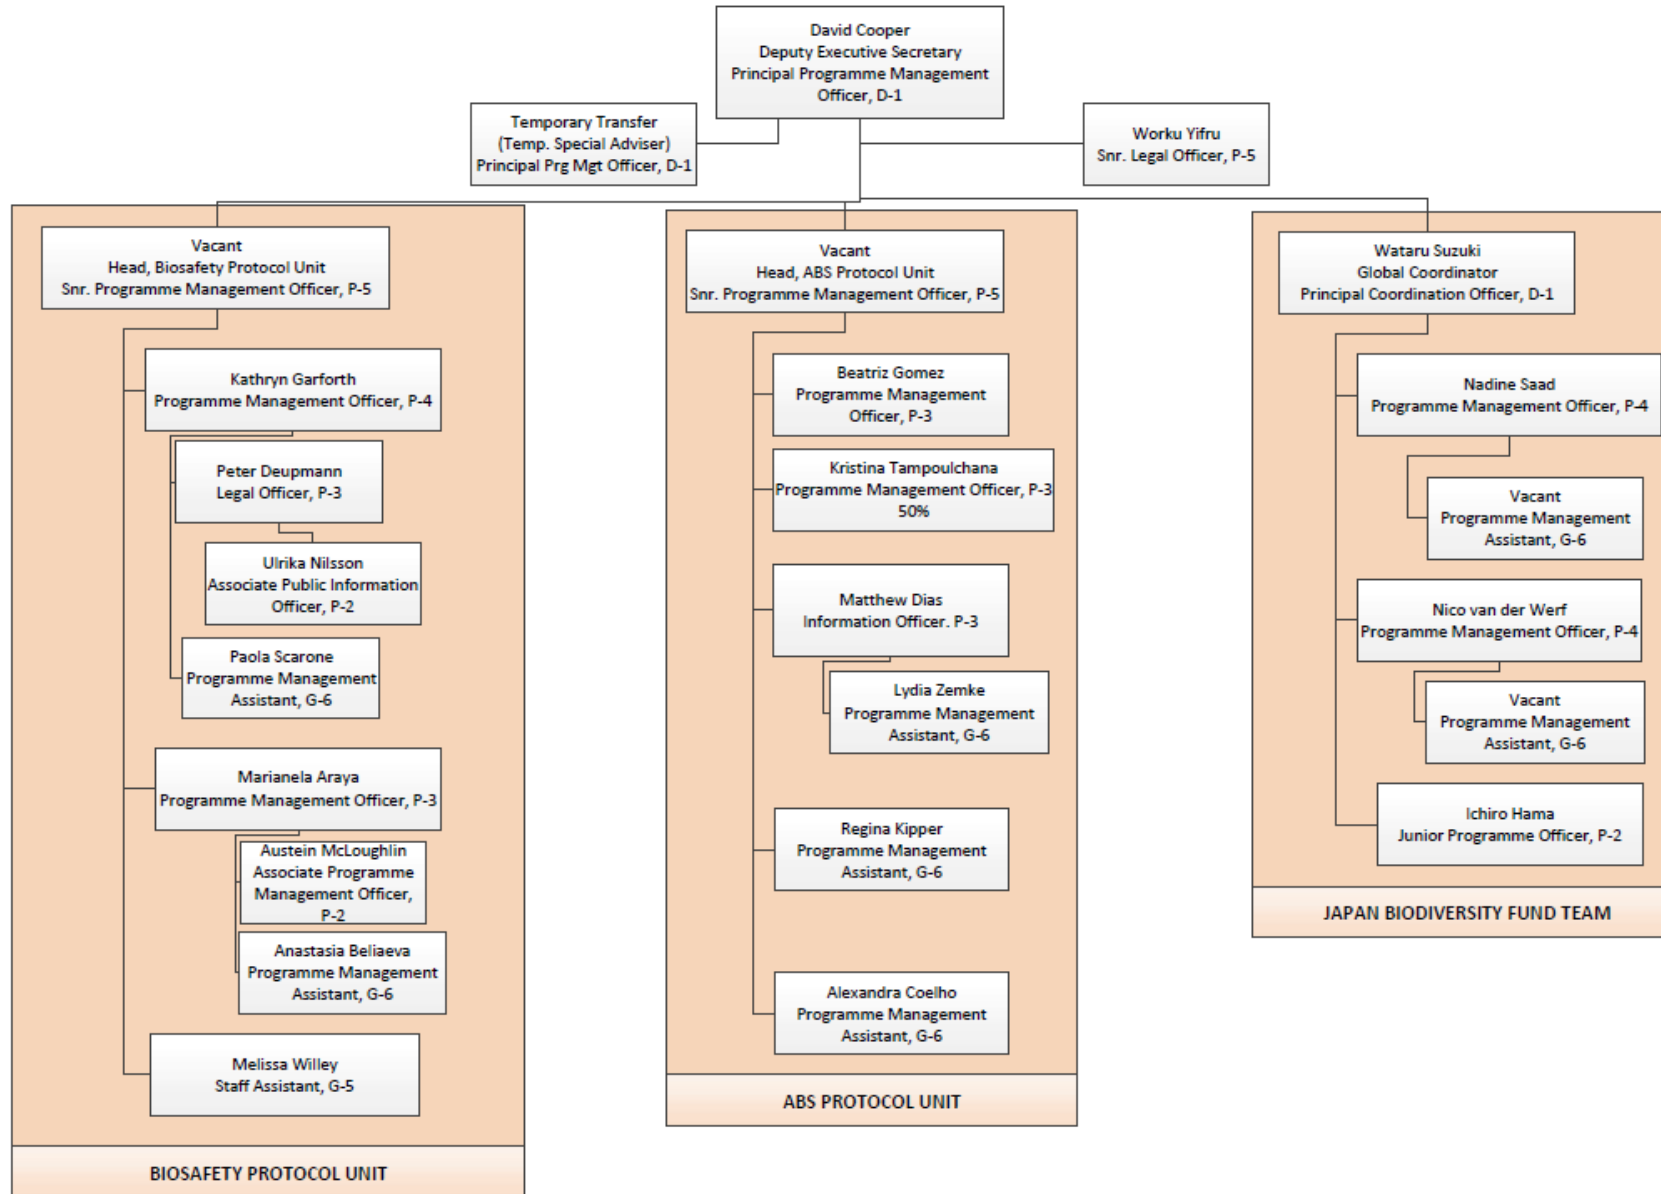 David Cooper
Deputy Executive Secretary
Principal Programme Management
Officer, D-1
Temporary Transfer
(Temp. Special Adviser)
Principal Prg Mgt Officer, D-1
Worku Yifru
Snr. Legal Officer, P-5
Vacant
Head, Biosafety Protocol Unit
Snr. Programme Management Officer, P-5
Kathryn Garforth
Programme Management Officer, P-4
Peter Deupmann
Legal Officer, P-3
Ulrika Nilsson
Associate Public Information
Officer, P-2
Paola Scarone
Programme Management
Assistant, G-6
Marianela Araya
Programme Management Officer, P-3
Austein McLoughlin
Associate Programme
Management Officer,
P-2
Anastasia Beliaeva
Programme Management
Assistant, G-6
Melissa Willey
Staff Assistant, G-5
BIOSAFETY PROTOCOL UNIT
Vacant
Head, ABS Protocol Unit
Snr. Programme Management Officer, P-5
Beatriz Gomez
Programme Management
Officer, P-3
Kristina Tampoulchana
Programme Management Officer, P-3
50%
Matthew Dias
Information Officer. P-3
Lydia Zemke
Programme Management
Assistant, G-6
Regina Kipper
Programme Management
Assistant, G-6
Alexandra Coelho
Programme Management
Assistant, G-6
ABS PROTOCOL UNIT
Wataru Suzuki
Global Coordinator
Principal Coordination Officer, D-1
Nadine Saad
Programme Management Officer, P-4
Vacant
Programme Management
Assistant, G-6
Nico van der Werf
Programme Management Officer, P-4
Vacant
Programme Management
Assistant, G-6
Ichiro Hama
Junior Programme Officer, P-2
JAPAN BIODIVERSITY FUND TEAM